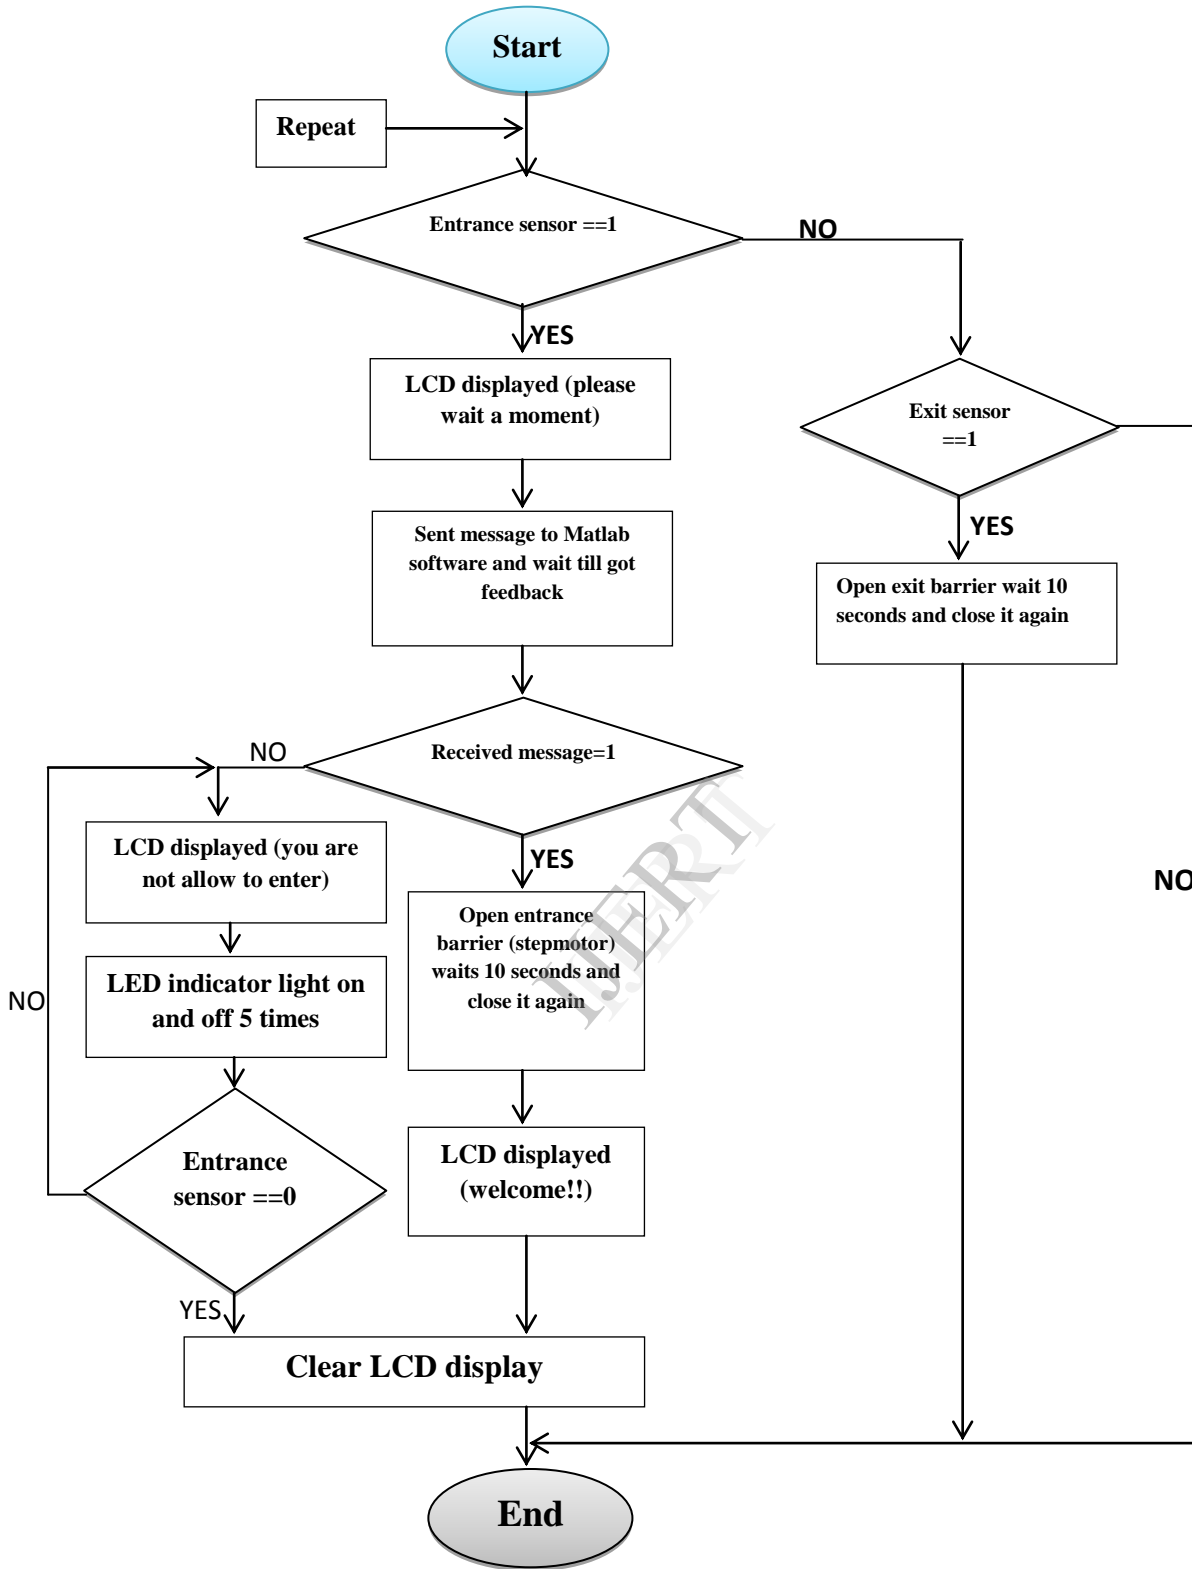 Start
Repeat
Entrance sensor ==1
NO
YES
LCD displayed (please
wait a moment)
Exit sensor
==1
YES
Sent message to Matlab
software and wait till got
feedback
Open exit barrier wait 10
seconds and close it again
Received message=1
NO
YES
LCD displayed (you are
not allow to enter)
NO
Open entrance
barrier (stepmotor)
waits 10 seconds and
close it again
IJERT
LED indicator light on
and off 5 times
NO
Entrance
sensor ==0
LCD displayed
(welcome!!)
YES
Clear LCD display
End